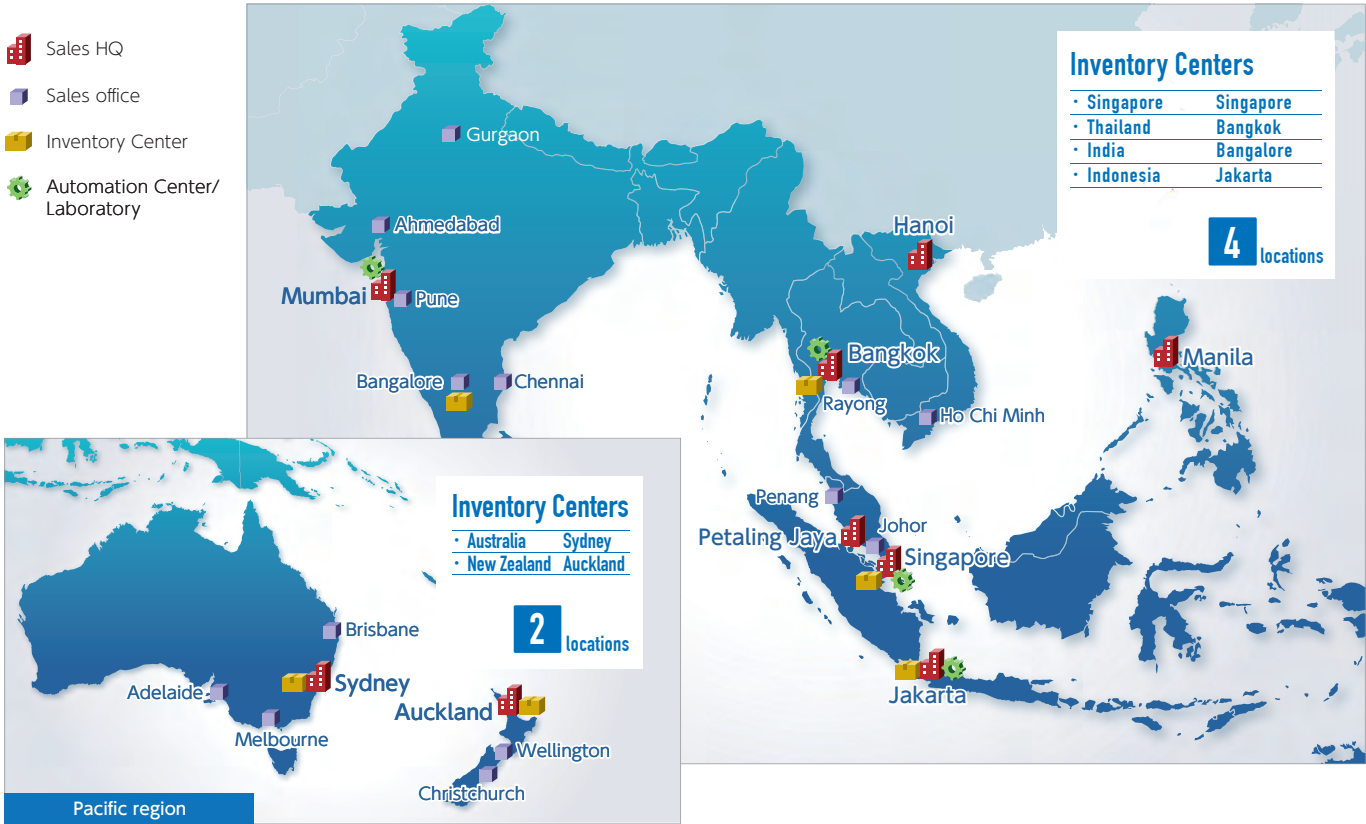 Sales HQ
Sales office
Inventory Center
Automation Center/
Laboratory
Gurgaon
Ahmedabad
Mumbai
Pune
Bangalore
Chennai
Hanoi
Bangkok
Rayong
Ho Chi Minh
Manila
Penang
Petaling Jaya
Johor
Singapore
Jakarta
Inventory Centers
・Singapore Singapore
・Thailand Bangkok
・India Bangalore
・Indonesia Jakarta
4 locations
Inventory Centers
・Australia Sydney
・New Zealand Auckland
2 locations
Brisbane
Sydney
Adelaide
Melbourne
Auckland
Wellington
Christchurch
Pacific region